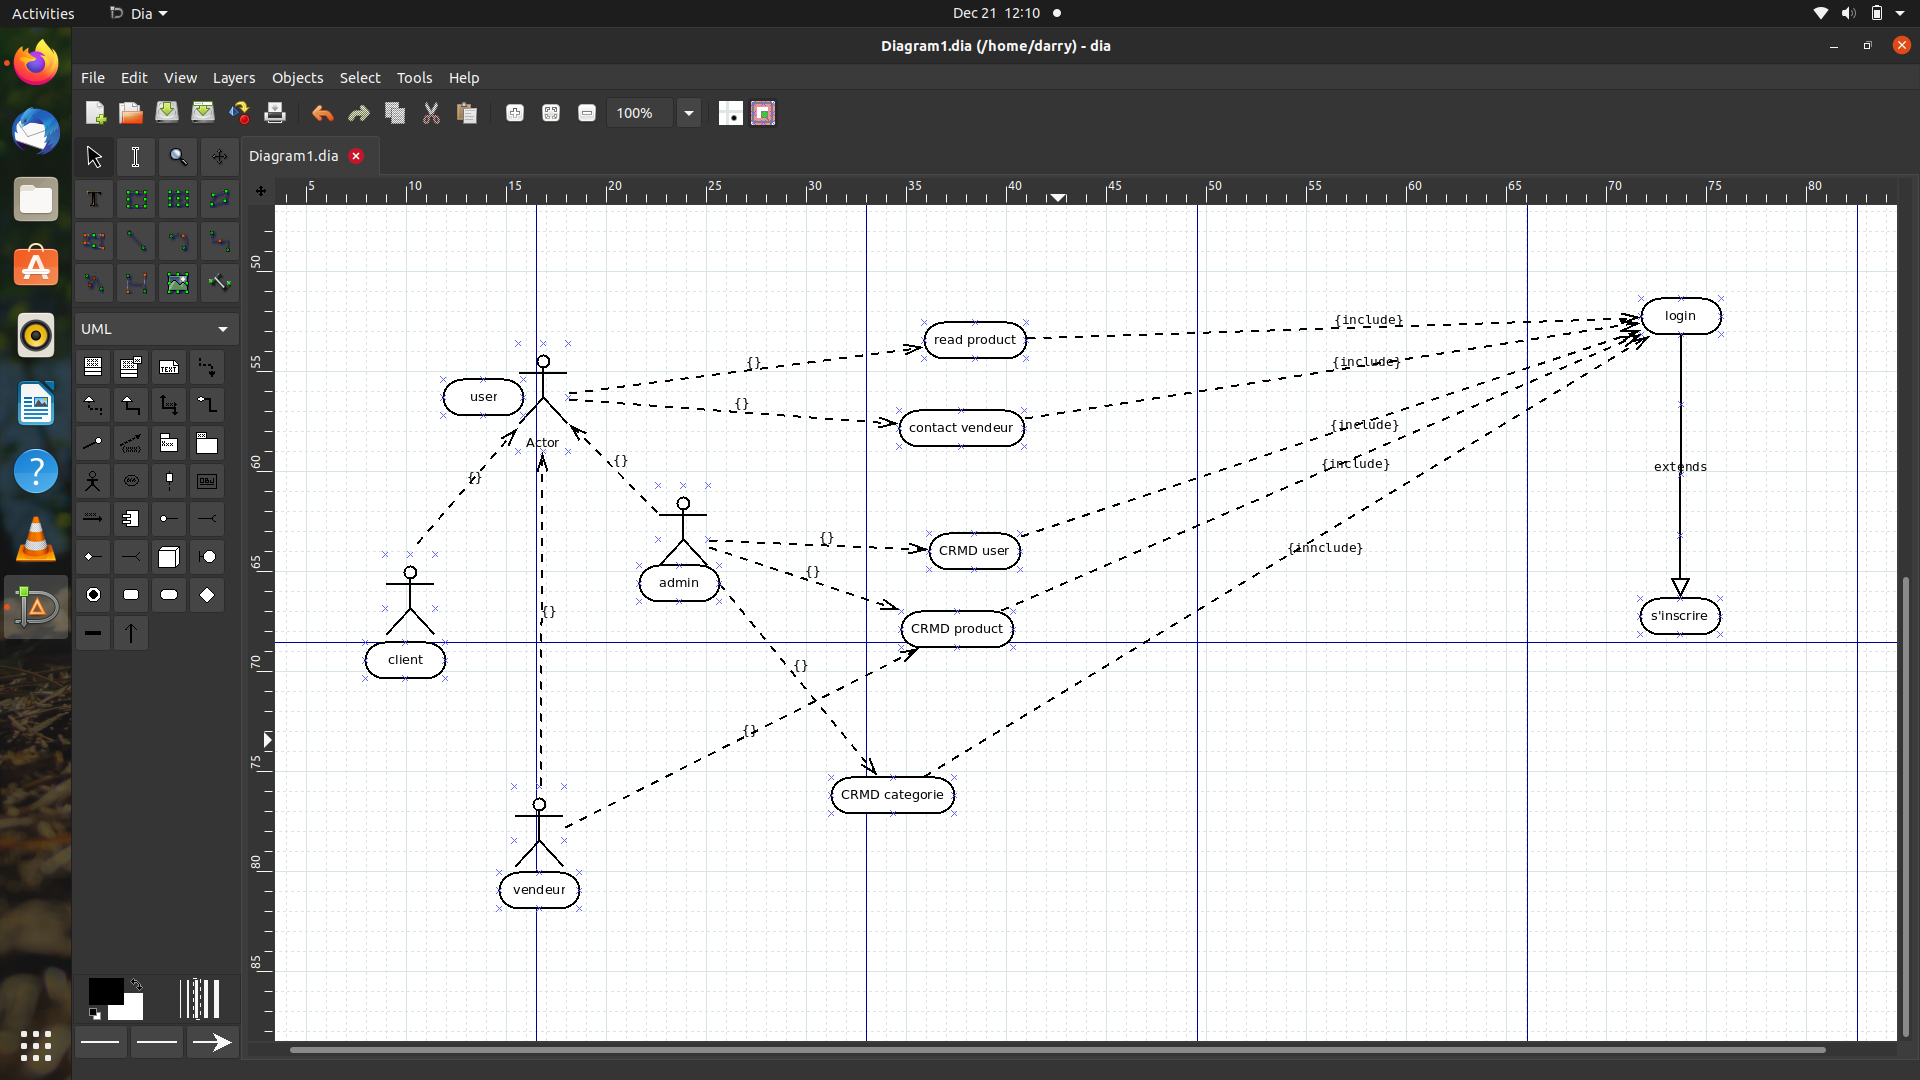 Activities
Dia
Dec 21 12:10
Diagram1.dia (/home/darry) - dia
File Edit View Layers Objects Select Tools Help
100%
Diagram1.dia
5 10 15 20 25 30 35 40 45 50 55 60 65 70 75 80
UML
TEXT
50
55
60
65
70
75
80
85
login
{include}
read product
{}
{include}
user
{}
contact vendeur
{include}
Actor
{}
{include}
extends
{}
{}
CRMD user
{innclude}
{}
admin
{}
s'inscrire
CRMD product
client
{}
{}
CRMD categorie
vendeur